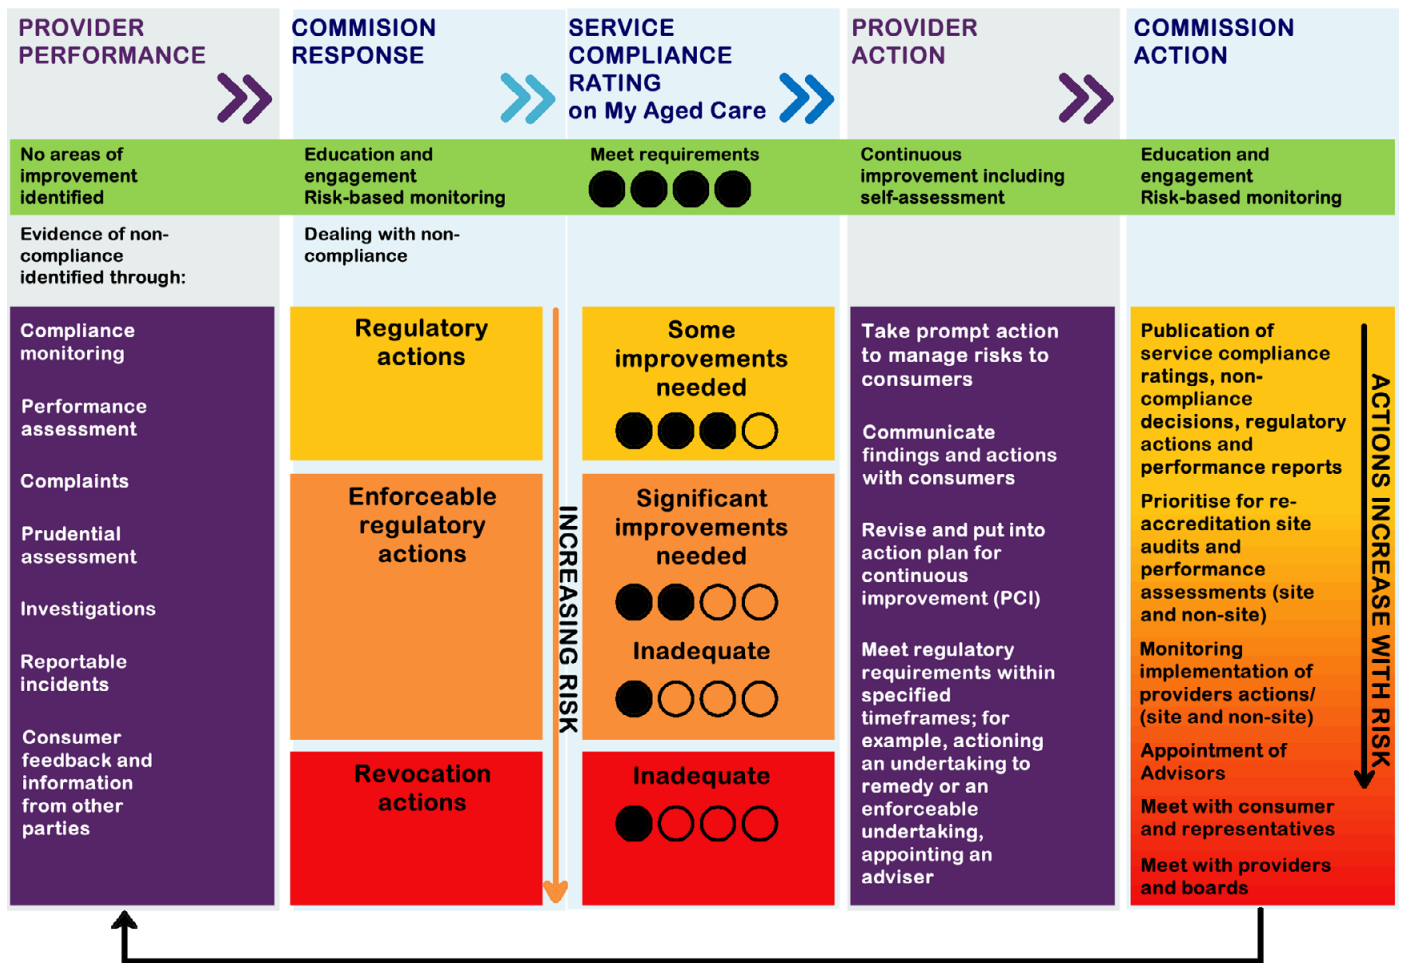 PROVIDER
PERFORMANCE
COMMISION
RESPONSE
SERVICE
COMPLIANCE
RATING
on My Aged Care
PROVIDER
ACTION
COMMISSION
ACTION
No areas of
improvement
identified
Education and
engagement
Risk-based monitoring
Meet requirements
Continuous
improvement including
self-assessment
Education and
engagement
Risk-based monitoring
Evidence of non-
compliance
identified through:
Dealing with non-
compliance
Compliance
monitoring
Performance
assessment
Complaints
Prudential
assessment
Investigations
Reportable
incidents
Consumer
feedback and
information
from other
parties
Regulatory
actions
Enforceable
regulatory
actions
Revocation
actions
INCREASING RISK
Some
improvements
needed
Significant
improvements
needed
Inadequate
Inadequate
Take prompt action
to manage risks to
consumers
Communicate
findings and actions
with consumers
Revise and put into
action plan for
continuous
improvement (PCI)
Meet regulatory
requirements within
specified
timeframes; for
example, actioning
an undertaking to
remedy or an
enforceable
undertaking,
appointing an
adviser
Publication of
service compliance
ratings, non-
compliance
decisions, regulatory
actions and
performance reports
Prioritise for re-
accreditation site
audits and
performance
assessments (site
and non-site)
Monitoring
implementation of
providers actions/
(site and non-site)
Appointment of
Advisors
Meet with consumer
and representatives
Meet with providers
and boards
ACTIONS INCREASE WITH RISK